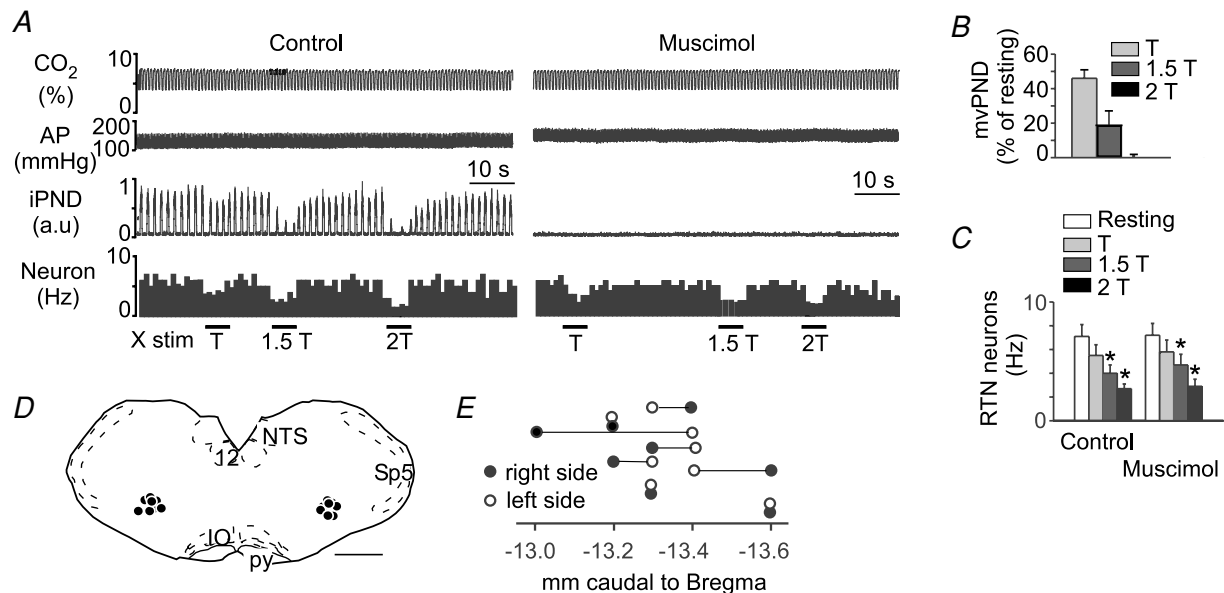 A
Control
Muscimol
CO2
(%)
10
0
AP
(mmHg)
200
100
10 s
10 s
iPND
(a.u)
1
0
Neuron
(Hz)
10
0
X stim
T
1.5 T
2T
T
1.5 T
2T
B
mvPND
(% of resting)
60
40
20
0
T
1.5 T
2 T
C
Resting
T
1.5 T
2 T
RTN neurons
(Hz)
10
0
* *
* *
Control
Muscimol
D
NTS
12
Sp5
IO
py
E
right side
left side
-13.0 -13.2 -13.4 -13.6
mm caudal to Bregma